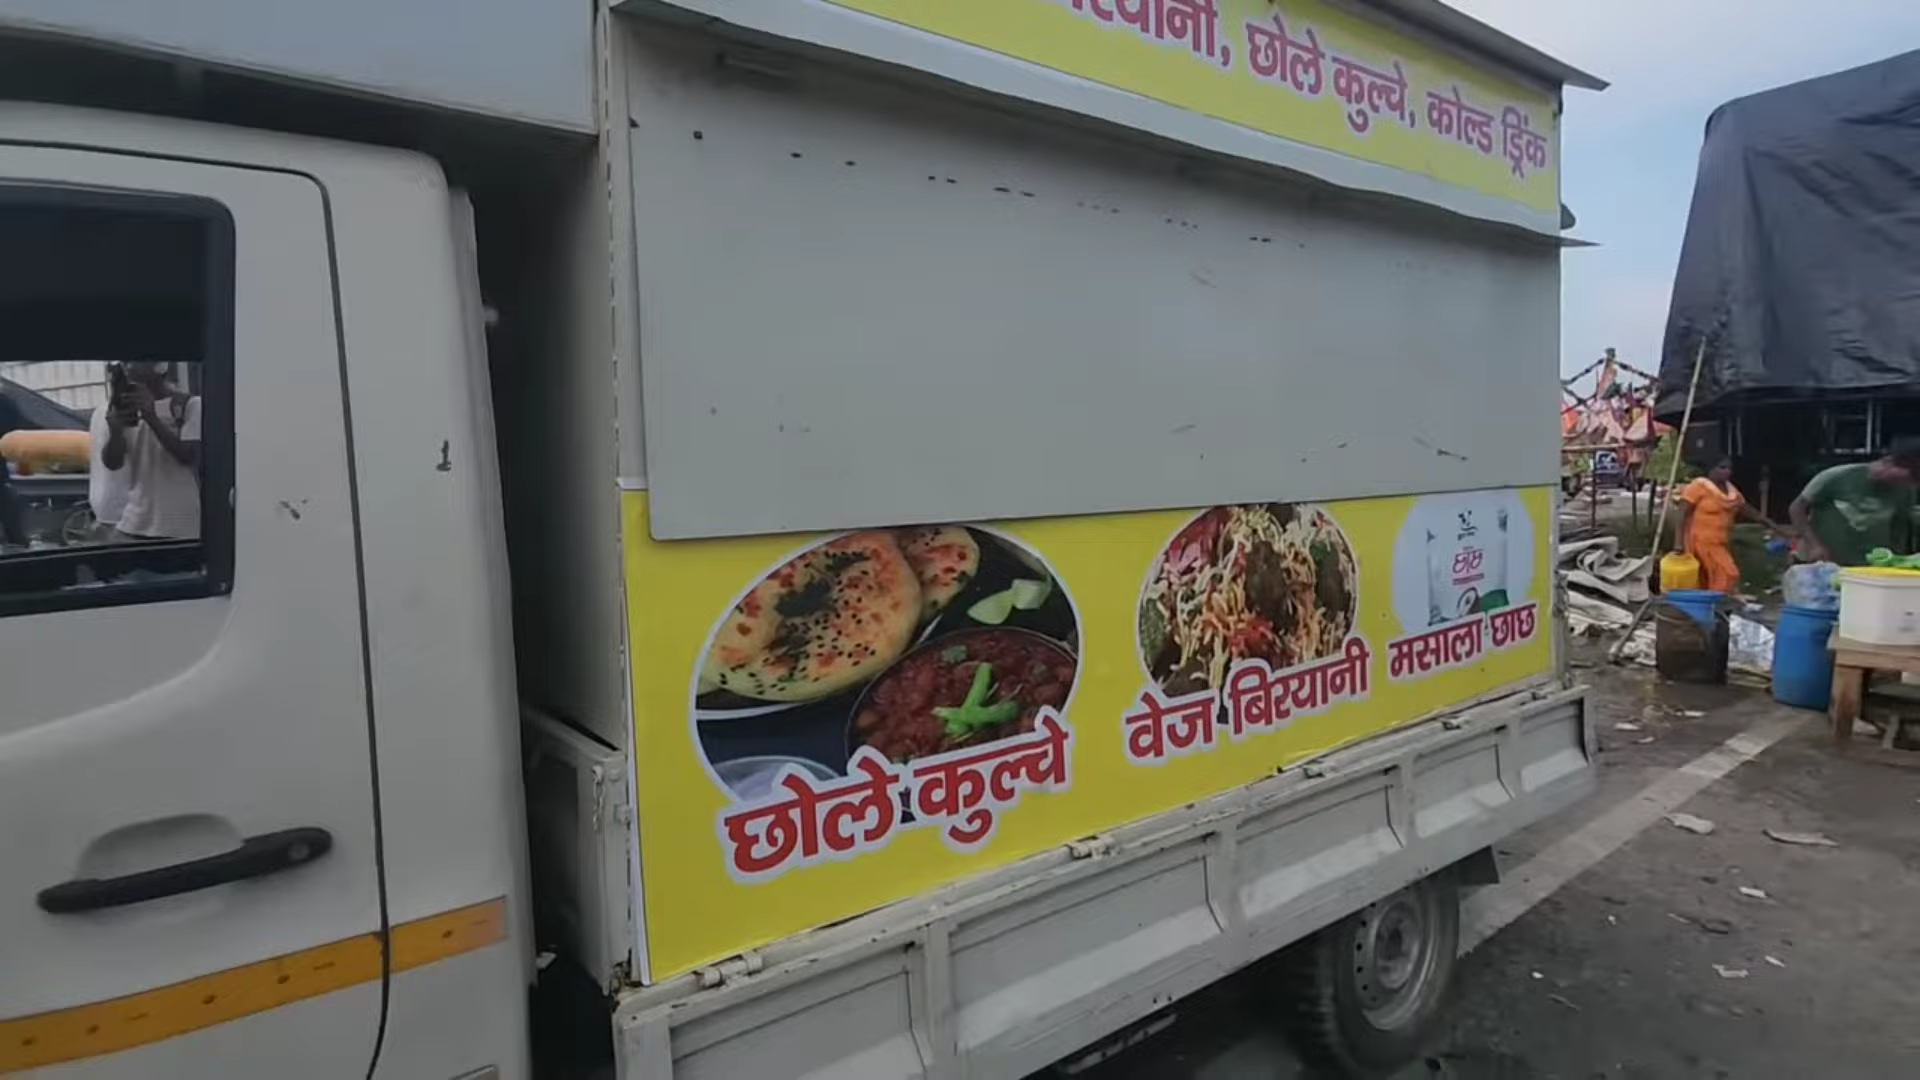 छोले कुल्चे, कोल्ड ड्रिंक
छोले कुल्चे
वेज बिरयानी
मसाला छाछ
छाछ